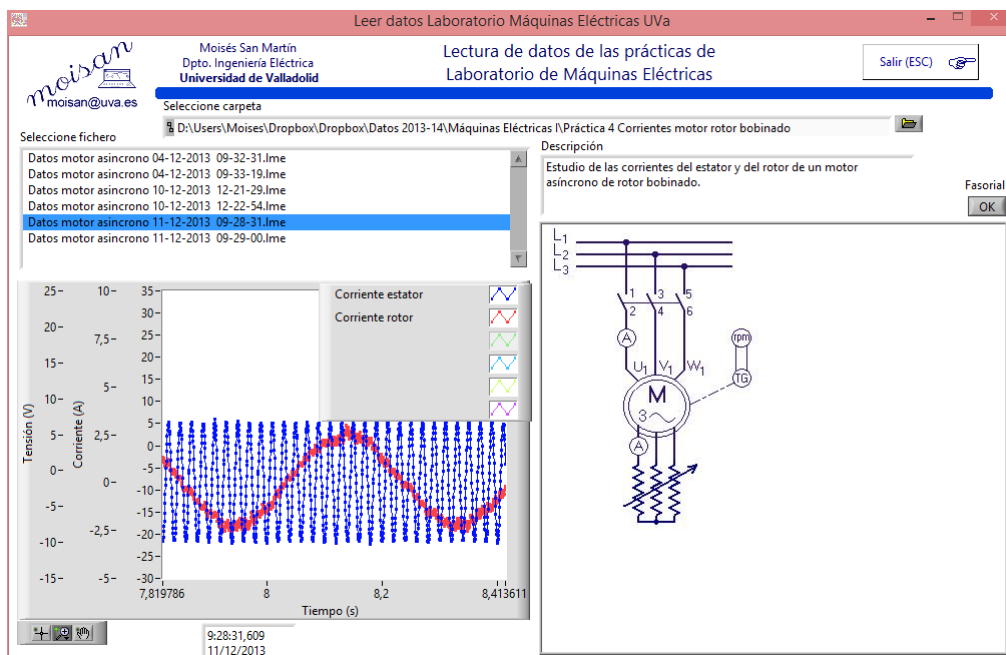 Leer datos Laboratorio Máquinas Eléctricas UVa
moisan
moisan@uva.es
Moisés San Martín
Dpto. Ingeniería Eléctrica
Universidad de Valladolid
Lectura de datos de las prácticas de
Laboratorio de Máquinas Eléctricas
Salir (ESC)
Seleccione carpeta
D:\Users\Moises\Dropbox\Dropbox\Datos 2013-14\Máquinas Eléctricas I\Práctica 4 Corrientes motor rotor bobinado
Seleccione fichero
Datos motor asincrono 04-12-2013 09-32-31.lme
Datos motor asincrono 04-12-2013 09-33-19.lme
Datos motor asincrono 10-12-2013 12-21-29.lme
Datos motor asincrono 10-12-2013 12-22-54.lme
Datos motor asincrono 11-12-2013 09-28-31.lme
Datos motor asincrono 11-12-2013 09-29-00.lme
Descripción
Estudio de las corrientes del estator y del rotor de un motor
asíncrono de rotor bobinado.
Fasorial
OK
Corriente estator
Corriente rotor
Tensión (V)
25-
20-
15-
10-
5-
0-
-5-
-10-
-15-
Corriente (A)
10-
7,5-
5-
2,5-
0-
-2,5-
-5-
35-
30-
25-
20-
15-
10-
5-
0-
-5-
-10-
-15-
-20-
-25-
-30-
7,819786
8
8,2
8,413611
Tiempo (s)
9:28:31,609
11/12/2013
L1
L2
L3
1 3 5
2 4 6
A
rpm
U1 V1 W1
TG
M
3
A